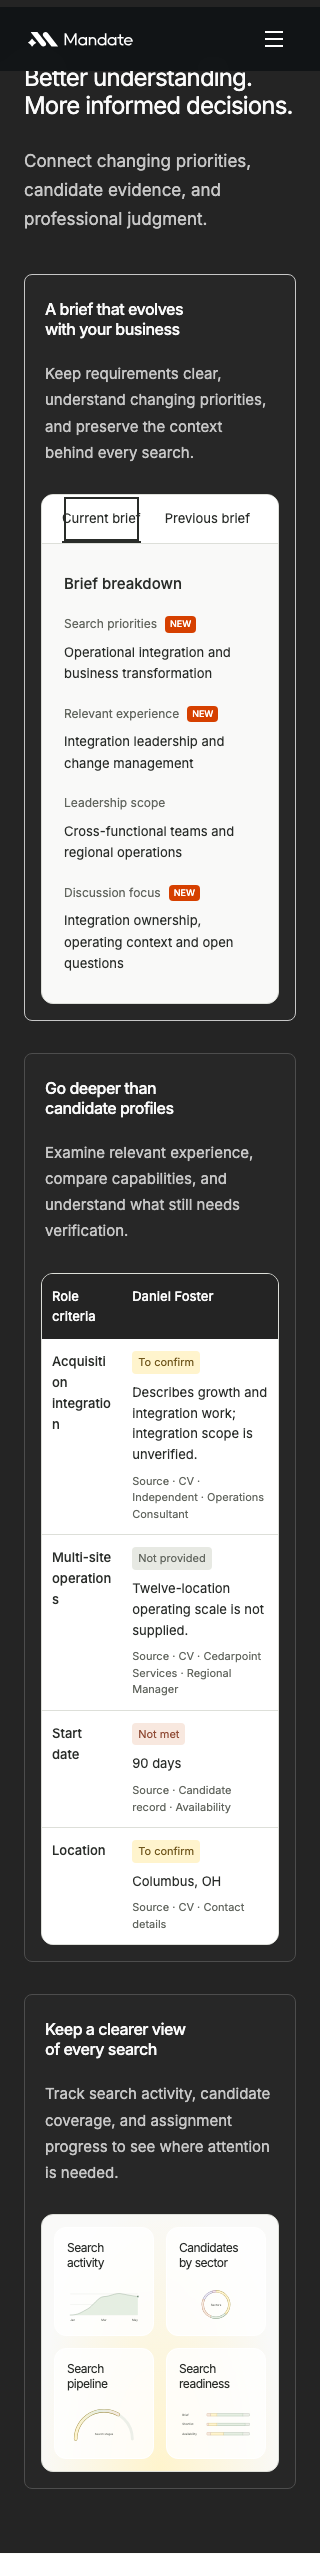 Mandate
Better understanding.
More informed decisions.
Connect changing priorities,
candidate evidence, and
professional judgment.
A brief that evolves
with your business
Keep requirements clear,
understand changing priorities,
and preserve the context
behind every search.
Current brief Previous brief
Brief breakdown
Search priorities NEW
Operational integration and
business transformation
Relevant experience NEW
Integration leadership and
change management
Leadership scope
Cross-functional teams and
regional operations
Discussion focus NEW
Integration ownership,
operating context and open
questions
Go deeper than
candidate profiles
Examine relevant experience,
compare capabilities, and
understand what still needs
verification.
Role
criteria
Daniel Foster
Acquisiti
on
integratio
n
To confirm
Describes growth and
integration work;
integration scope is
unverified.
Source · CV ·
Independent · Operations
Consultant
Multi-site
operation
s
Not provided
Twelve-location
operating scale is not
supplied.
Source · CV · Cedarpoint
Services · Regional
Manager
Start
date
Not met
90 days
Source · Candidate
record · Availability
Location
To confirm
Columbus, OH
Source · CV · Contact
details
Keep a clearer view
of every search
Track search activity, candidate
coverage, and assignment
progress to see where attention
is needed.
Search
activity
Candidates
by sector
Search
pipeline
Search
readiness